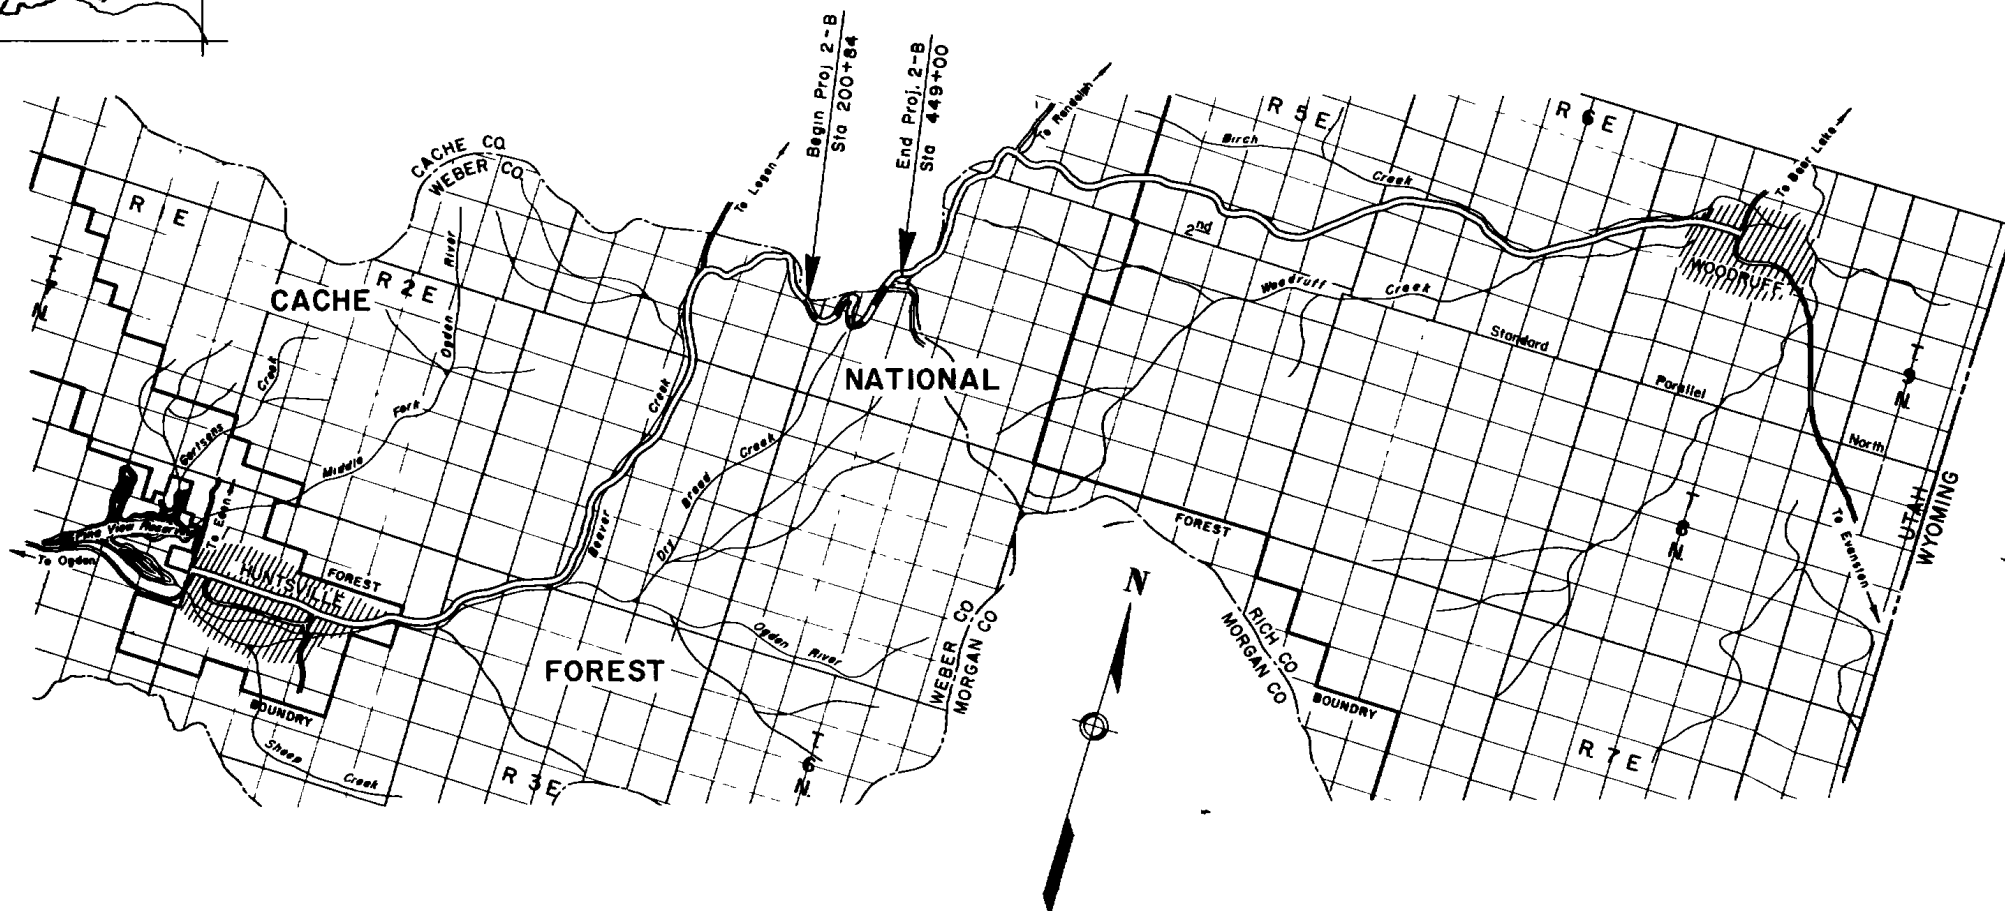 Begin Proj 2-B
Sta 200+84
End Proj. 2-B
Sta 449+00
To Randolph
R 5 E
R 6 E
To Bear Lake
Birch
Creek
CACHE CO
WEBER CO
To Logan
R 1 E
R 2 E
CACHE
Ogden River
2nd
Woodruff
Creek
WOODRUFF
T
7
N.
Standard
Parallel
North
T
9
N.
NATIONAL
Creek
Gertsens
Middle
Fork
Beaver
Creek
Dry
Bread
Creek
Pine View Reservoir
To Eden
To Ogden
HUNTSVILLE
FOREST
FOREST
T
8
N.
UTAH
WYOMING
To Evanston
N
Ogden
River
WEBER CO
MORGAN CO
RICH CO
MORGAN CO
FOREST
BOUNDRY
BOUNDRY
Sheep
Creek
R 3 E
T
6
N.
R 7 E